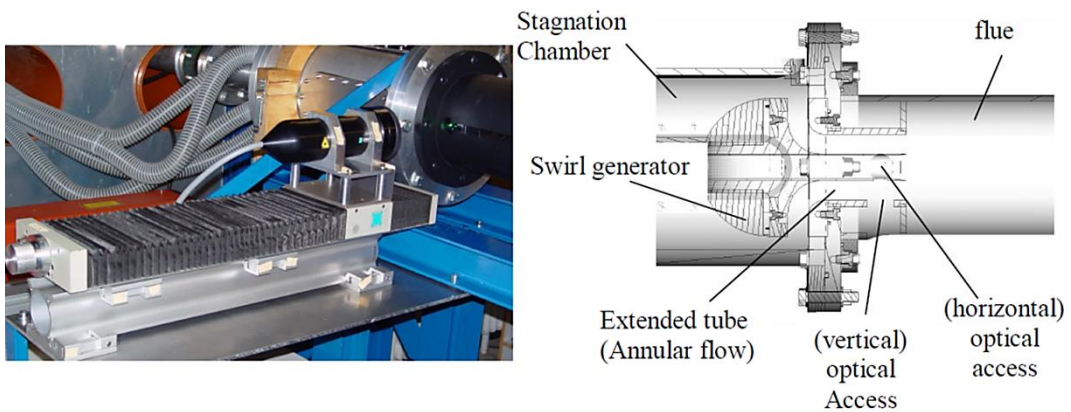 Stagnation
Chamber
flue
Swirl generator
Extended tube
(Annular flow)
(vertical)
optical
Access
(horizontal)
optical
access